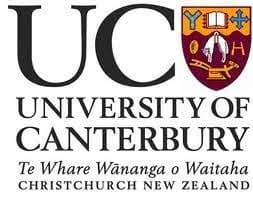 UC
UNIVERSITY OF
CANTERBURY
Te Whare Wānanga o Waitaha
CHRISTCHURCH NEW ZEALAND